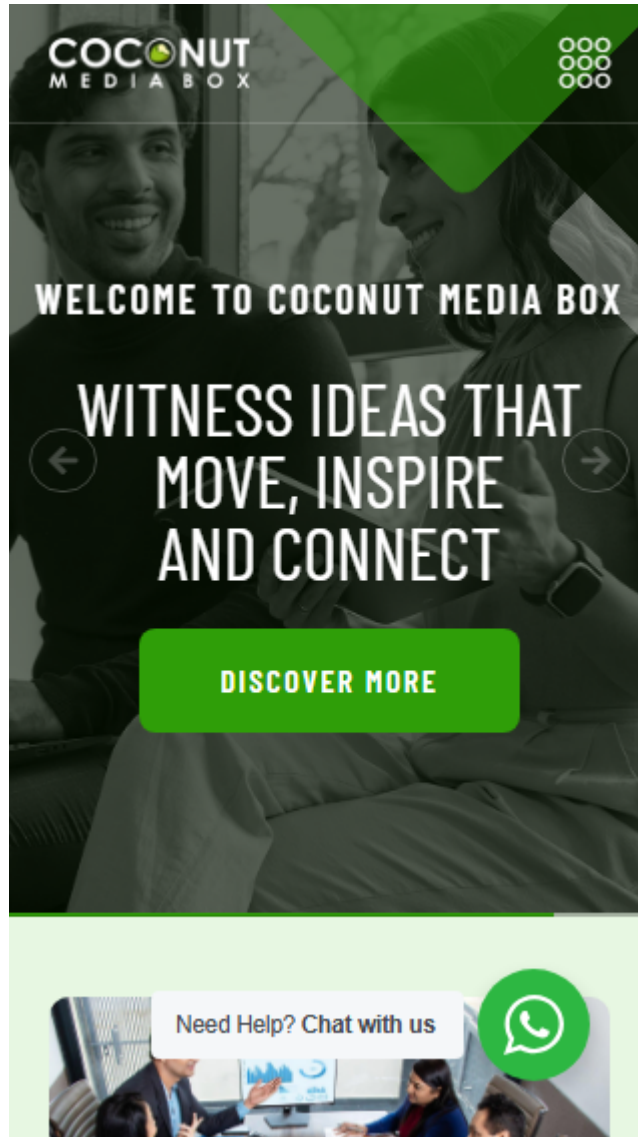 COCONUT
MEDIA BOX
WELCOME TO COCONUT MEDIA BOX
WITNESS IDEAS THAT
MOVE, INSPIRE
AND CONNECT
DISCOVER MORE
Need Help? Chat with us